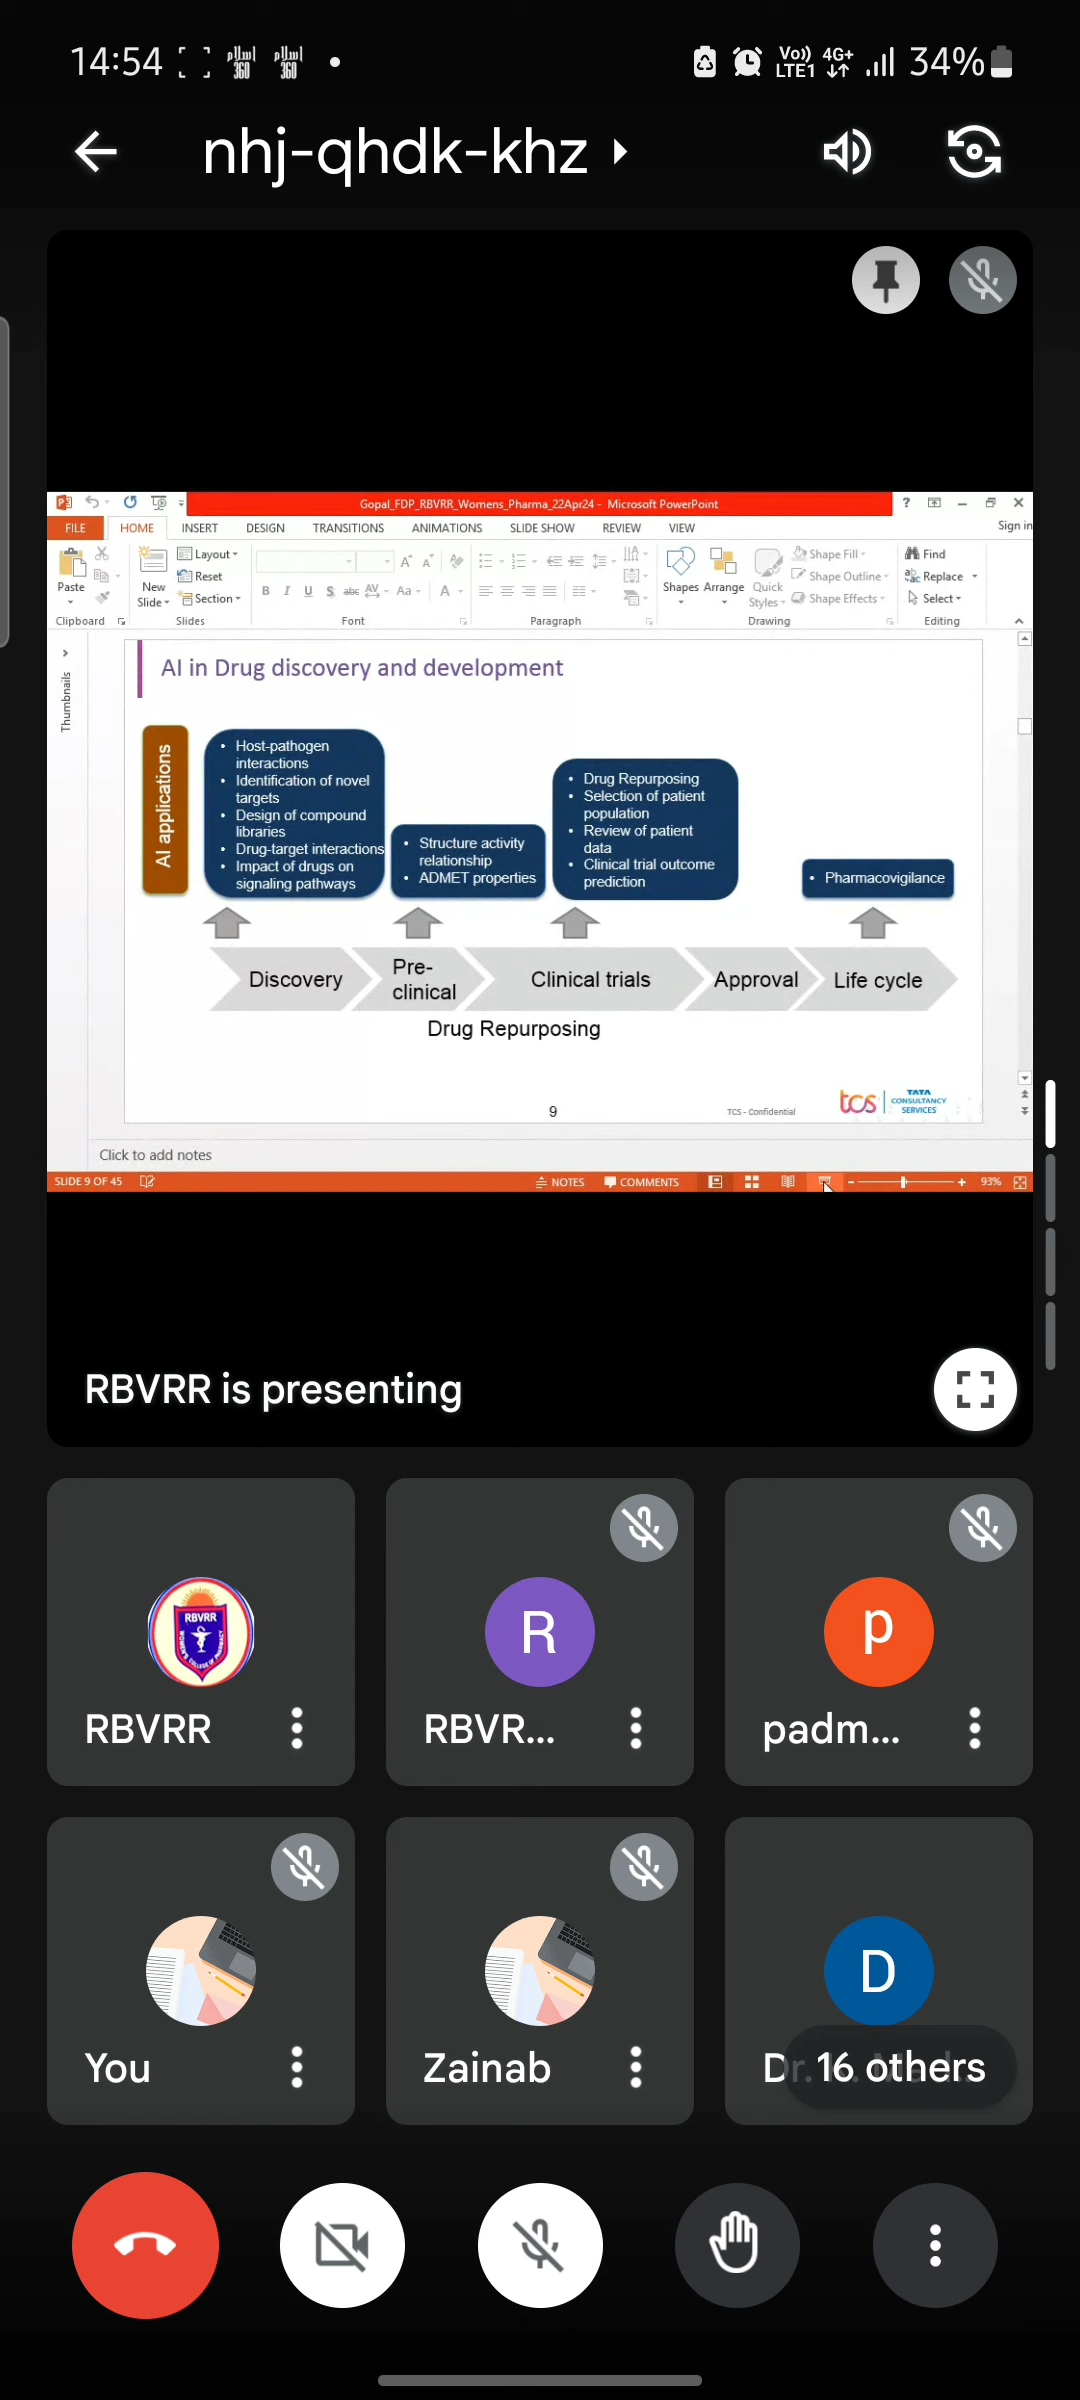 14:54
34%
nhj-qhdk-khz
Gopal_FDP_RBVRR_Womens_Pharma_22Apr24 - Microsoft PowerPoint
FILE HOME INSERT DESIGN TRANSITIONS ANIMATIONS SLIDE SHOW REVIEW VIEW Sign in
Paste
New Slide
Layout
Reset
Section
Shapes Arrange Quick Styles
Shape Fill
Shape Outline
Shape Effects
Find
Replace
Select
Clipboard Slides Font Paragraph Drawing Editing
Thumbnails
AI in Drug discovery and development
AI applications
• Host-pathogen
interactions
• Identification of novel
targets
• Design of compound
libraries
• Drug-target interactions
• Impact of drugs on
signaling pathways
• Structure activity
relationship
• ADMET properties
• Drug Repurposing
• Selection of patient
population
• Review of patient
data
• Clinical trial outcome
prediction
• Pharmacovigilance
Discovery
Pre-
clinical
Clinical trials
Approval
Life cycle
Drug Repurposing
9
TCS - Confidential
tcs
TATA
CONSULTANCY
SERVICES
Click to add notes
SLIDE 9 OF 45 NOTES COMMENTS 93%
RBVRR is presenting
RBVRR
R
p
RBVRR
RBVR...
padm...
D
You
Zainab
16 others